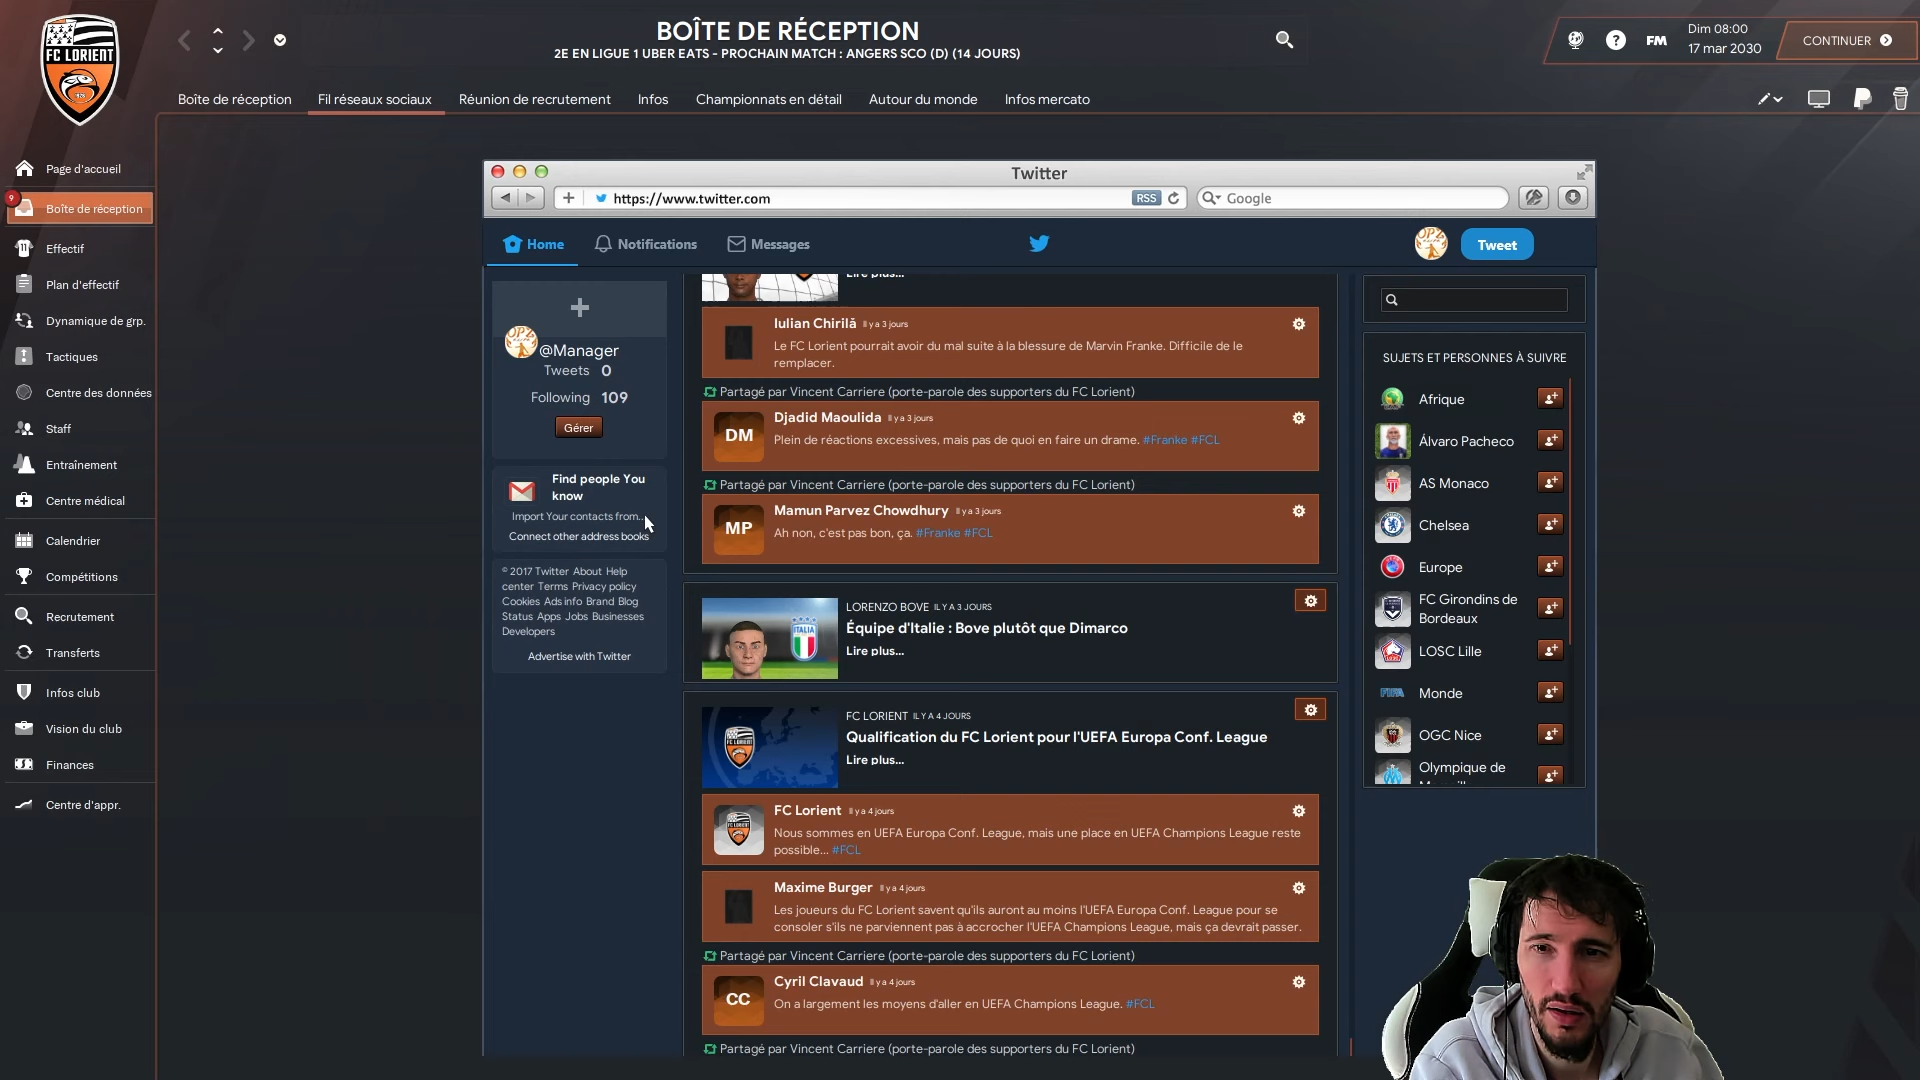 BOÎTE DE RÉCEPTION
2E EN LIGUE 1 UBER EATS - PROCHAIN MATCH : ANGERS SCO (D) (14 JOURS)
FM
Dim 08:00
17 mar 2030
CONTINUER
FC LORIENT
Boîte de réception
Fil réseaux sociaux
Réunion de recrutement
Infos
Championnats en détail
Autour du monde
Infos mercato
Page d'accueil
9
Boîte de réception
Effectif
Plan d'effectif
Dynamique de grp.
Tactiques
Centre des données
Staff
Entraînement
Centre médical
Calendrier
Compétitions
Recrutement
Transferts
Infos club
Vision du club
Finances
Centre d'appr.
Twitter
https://www.twitter.com
RSS
Google
Home
Notifications
Messages
Tweet
@Manager
Tweets 0
Following 109
Gérer
Find people You
know
Import Your contacts from..
Connect other address books
© 2017 Twitter About Help
center Terms Privacy policy
Cookies Ads info Brand Blog
Status Apps Jobs Businesses
Developers
Advertise with Twitter
Lire plus...
Iulian Chirilă Il y a 3 jours
Le FC Lorient pourrait avoir du mal suite à la blessure de Marvin Franke. Difficile de le
remplacer.
Partagé par Vincent Carriere (porte-parole des supporters du FC Lorient)
DM
Djadid Maoulida Il y a 3 jours
Plein de réactions excessives, mais pas de quoi en faire un drame. #Franke #FCL
Partagé par Vincent Carriere (porte-parole des supporters du FC Lorient)
MP
Mamun Parvez Chowdhury Il y a 3 jours
Ah non, c'est pas bon, ça. #Franke #FCL
LORENZO BOVE IL Y A 3 JOURS
Équipe d'Italie : Bove plutôt que Dimarco
Lire plus...
ITALIA
FC LORIENT IL Y A 4 JOURS
Qualification du FC Lorient pour l'UEFA Europa Conf. League
Lire plus...
FC Lorient Il y a 4 jours
Nous sommes en UEFA Europa Conf. League, mais une place en UEFA Champions League reste
possible... #FCL
Maxime Burger Il y a 4 jours
Les joueurs du FC Lorient savent qu'ils auront au moins l'UEFA Europa Conf. League pour se
consoler s'ils ne parviennent pas à accrocher l'UEFA Champions League, mais ça devrait passer.
Partagé par Vincent Carriere (porte-parole des supporters du FC Lorient)
CC
Cyril Clavaud Il y a 4 jours
On a largement les moyens d'aller en UEFA Champions League. #FCL
Partagé par Vincent Carriere (porte-parole des supporters du FC Lorient)
SUJETS ET PERSONNES À SUIVRE
Afrique
Álvaro Pacheco
AS Monaco
Chelsea
Europe
FC Girondins de
Bordeaux
LOSC Lille
FIFA
Monde
OGC Nice
Olympique de